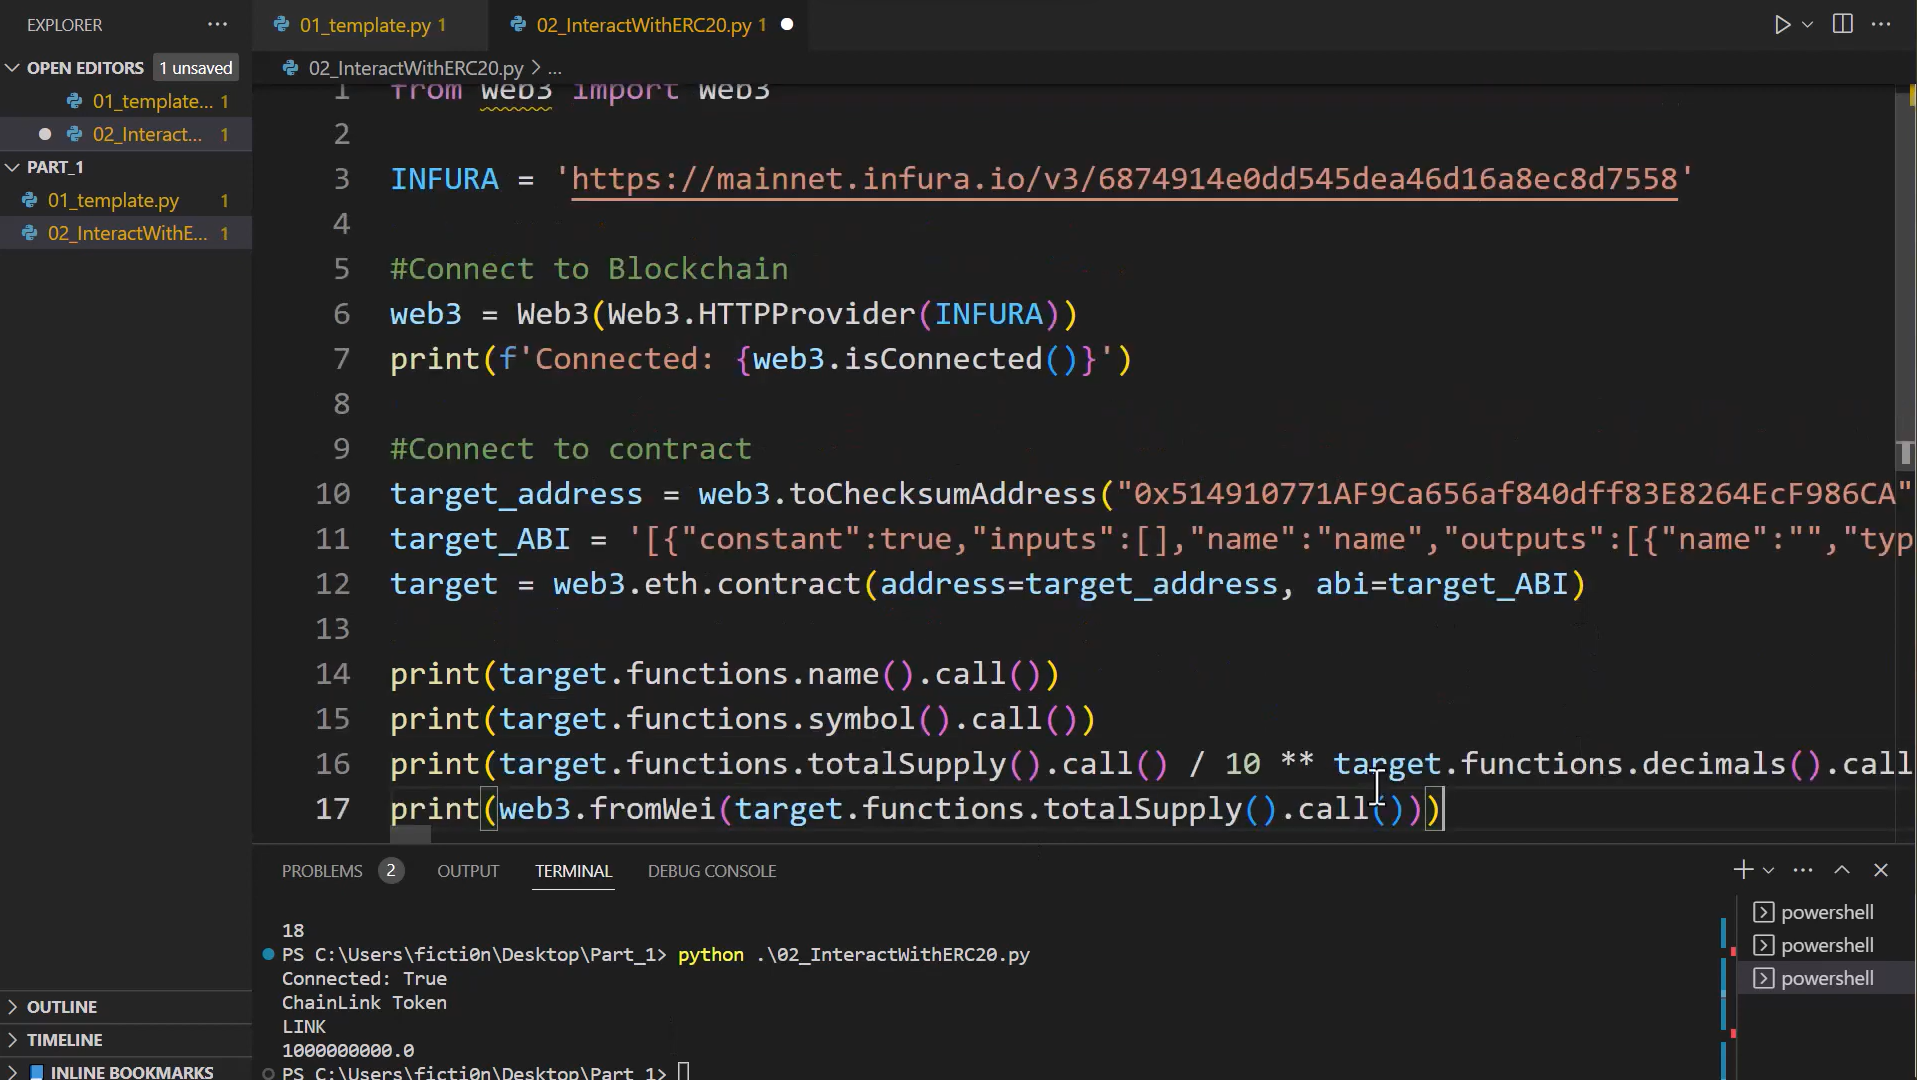 EXPLORER ...
01_template.py 1
02_InteractWithERC20.py 1
OPEN EDITORS 1 unsaved
02_InteractWithERC20.py > ...
01_template... 1
02_Interact... 1
PART_1
01_template.py 1
02_InteractWithE... 1
1 from web3 import Web3
2
3 INFURA = 'https://mainnet.infura.io/v3/6874914e0dd545dea46d16a8ec8d7558'
4
5 #Connect to Blockchain
6 web3 = Web3(Web3.HTTPProvider(INFURA))
7 print(f'Connected: {web3.isConnected()}')
8
9 #Connect to contract
10 target_address = web3.toChecksumAddress("0x514910771AF9Ca656af840dff83E8264EcF986CA"
11 target_ABI = '[{"constant":true,"inputs":[],"name":"name","outputs":[{"name":"","typ
12 target = web3.eth.contract(address=target_address, abi=target_ABI)
13
14 print(target.functions.name().call())
15 print(target.functions.symbol().call())
16 print(target.functions.totalSupply().call() / 10 ** target.functions.decimals().call
17 print(web3.fromWei(target.functions.totalSupply().call()))
PROBLEMS 2 OUTPUT TERMINAL DEBUG CONSOLE
18
PS C:\Users\ficti0n\Desktop\Part_1> python .\02_InteractWithERC20.py
Connected: True
ChainLink Token
LINK
1000000000.0
PS C:\Users\ficti0n\Desktop\Part_1>
powershell
powershell
powershell
OUTLINE
TIMELINE
INLINE BOOKMARKS